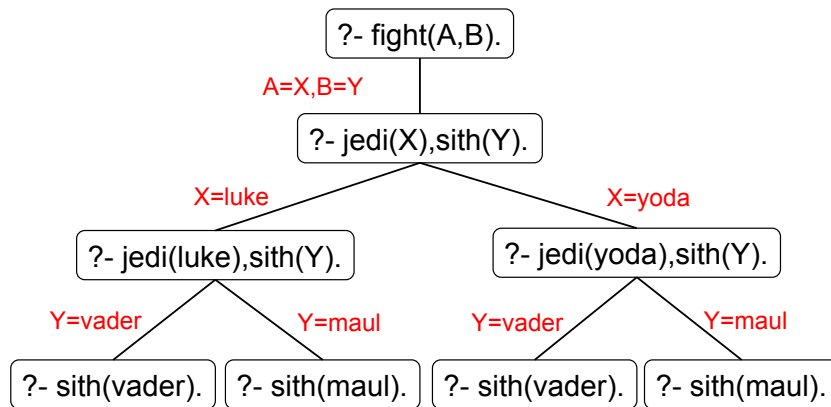 ?- fight(A,B).
A=X,B=Y
?- jedi(X),sith(Y).
X=luke
X=yoda
?- jedi(luke),sith(Y).
?- jedi(yoda),sith(Y).
Y=vader
Y=maul
Y=vader
Y=maul
?- sith(vader).
?- sith(maul).
?- sith(vader).
?- sith(maul).